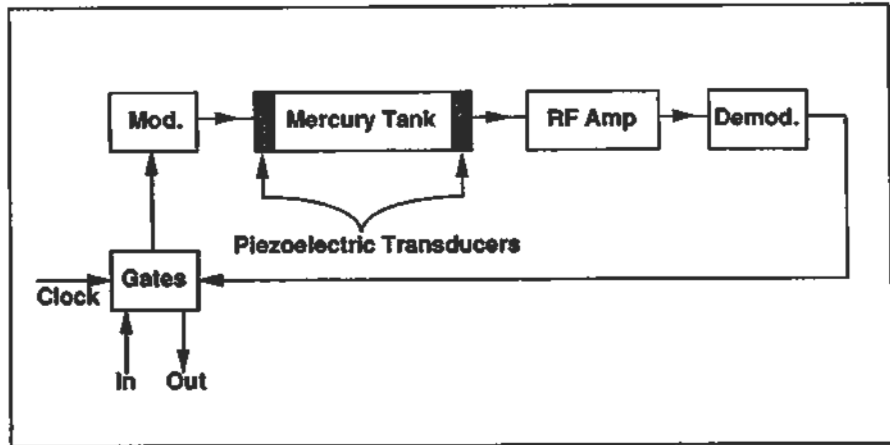 Mod.
Mercury Tank
RF Amp
Demod.
Piezoelectric Transducers
Gates
Clock
In
Out